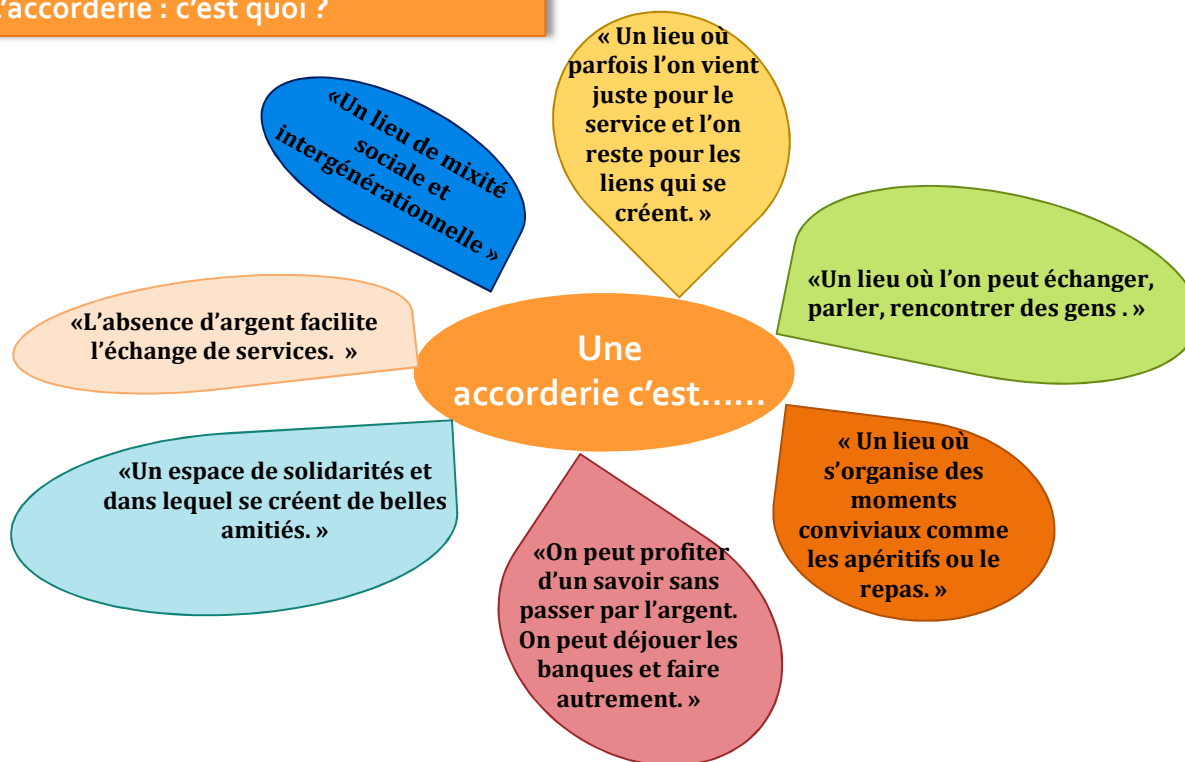 L'accorderie : c'est quoi ?
« Un lieu où
parfois l'on vient
juste pour le
service et l'on
reste pour les
liens qui se
créent. »
«Un lieu de mixité
sociale et
intergénérationnelle »
«Un lieu où l'on peut échanger,
parler, rencontrer des gens . »
«L'absence d'argent facilite
l'échange de services.  »
Une
accorderie c'est......
« Un lieu où
s'organise des
moments
conviviaux comme
les apéritifs ou le
repas. »
«Un espace de solidarités et
dans lequel se créent de belles
amitiés. »
«On peut profiter
d'un savoir sans
passer par l'argent.
On peut déjouer les
banques et faire
autrement. »